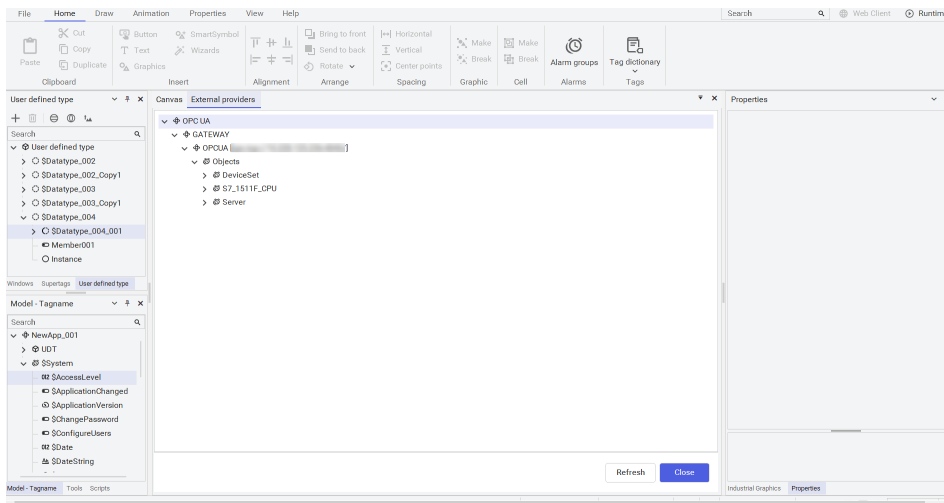 File Home Draw Animation Properties View Help Search Web Client Runtim
Cut Button SmartSymbol Bring to front Horizontal Make Make
Copy Text Wizards Send to back Vertical
Paste Duplicate Graphics Rotate Center points Break Break Alarm groups Tag dictionary
Clipboard Insert Alignment Arrange Spacing Graphic Cell Alarms Tags
User defined type
Search
User defined type
$Datatype_002
$Datatype_002_Copy1
$Datatype_003
$Datatype_003_Copy1
$Datatype_004
$Datatype_004_001
Member001
Instance
Windows Supertags User defined type
Model - Tagname
Search
NewApp_001
UDT
$System
$AccessLevel
$ApplicationChanged
$ApplicationVersion
$ChangePassword
$ConfigureUsers
$Date
$DateString
Model - Tagname Tools Scripts
Canvas External providers
OPC UA
GATEWAY
OPCUA
Objects
DeviceSet
S7_1511F_CPU
Server
Refresh Close
Properties
Industrial Graphics Properties